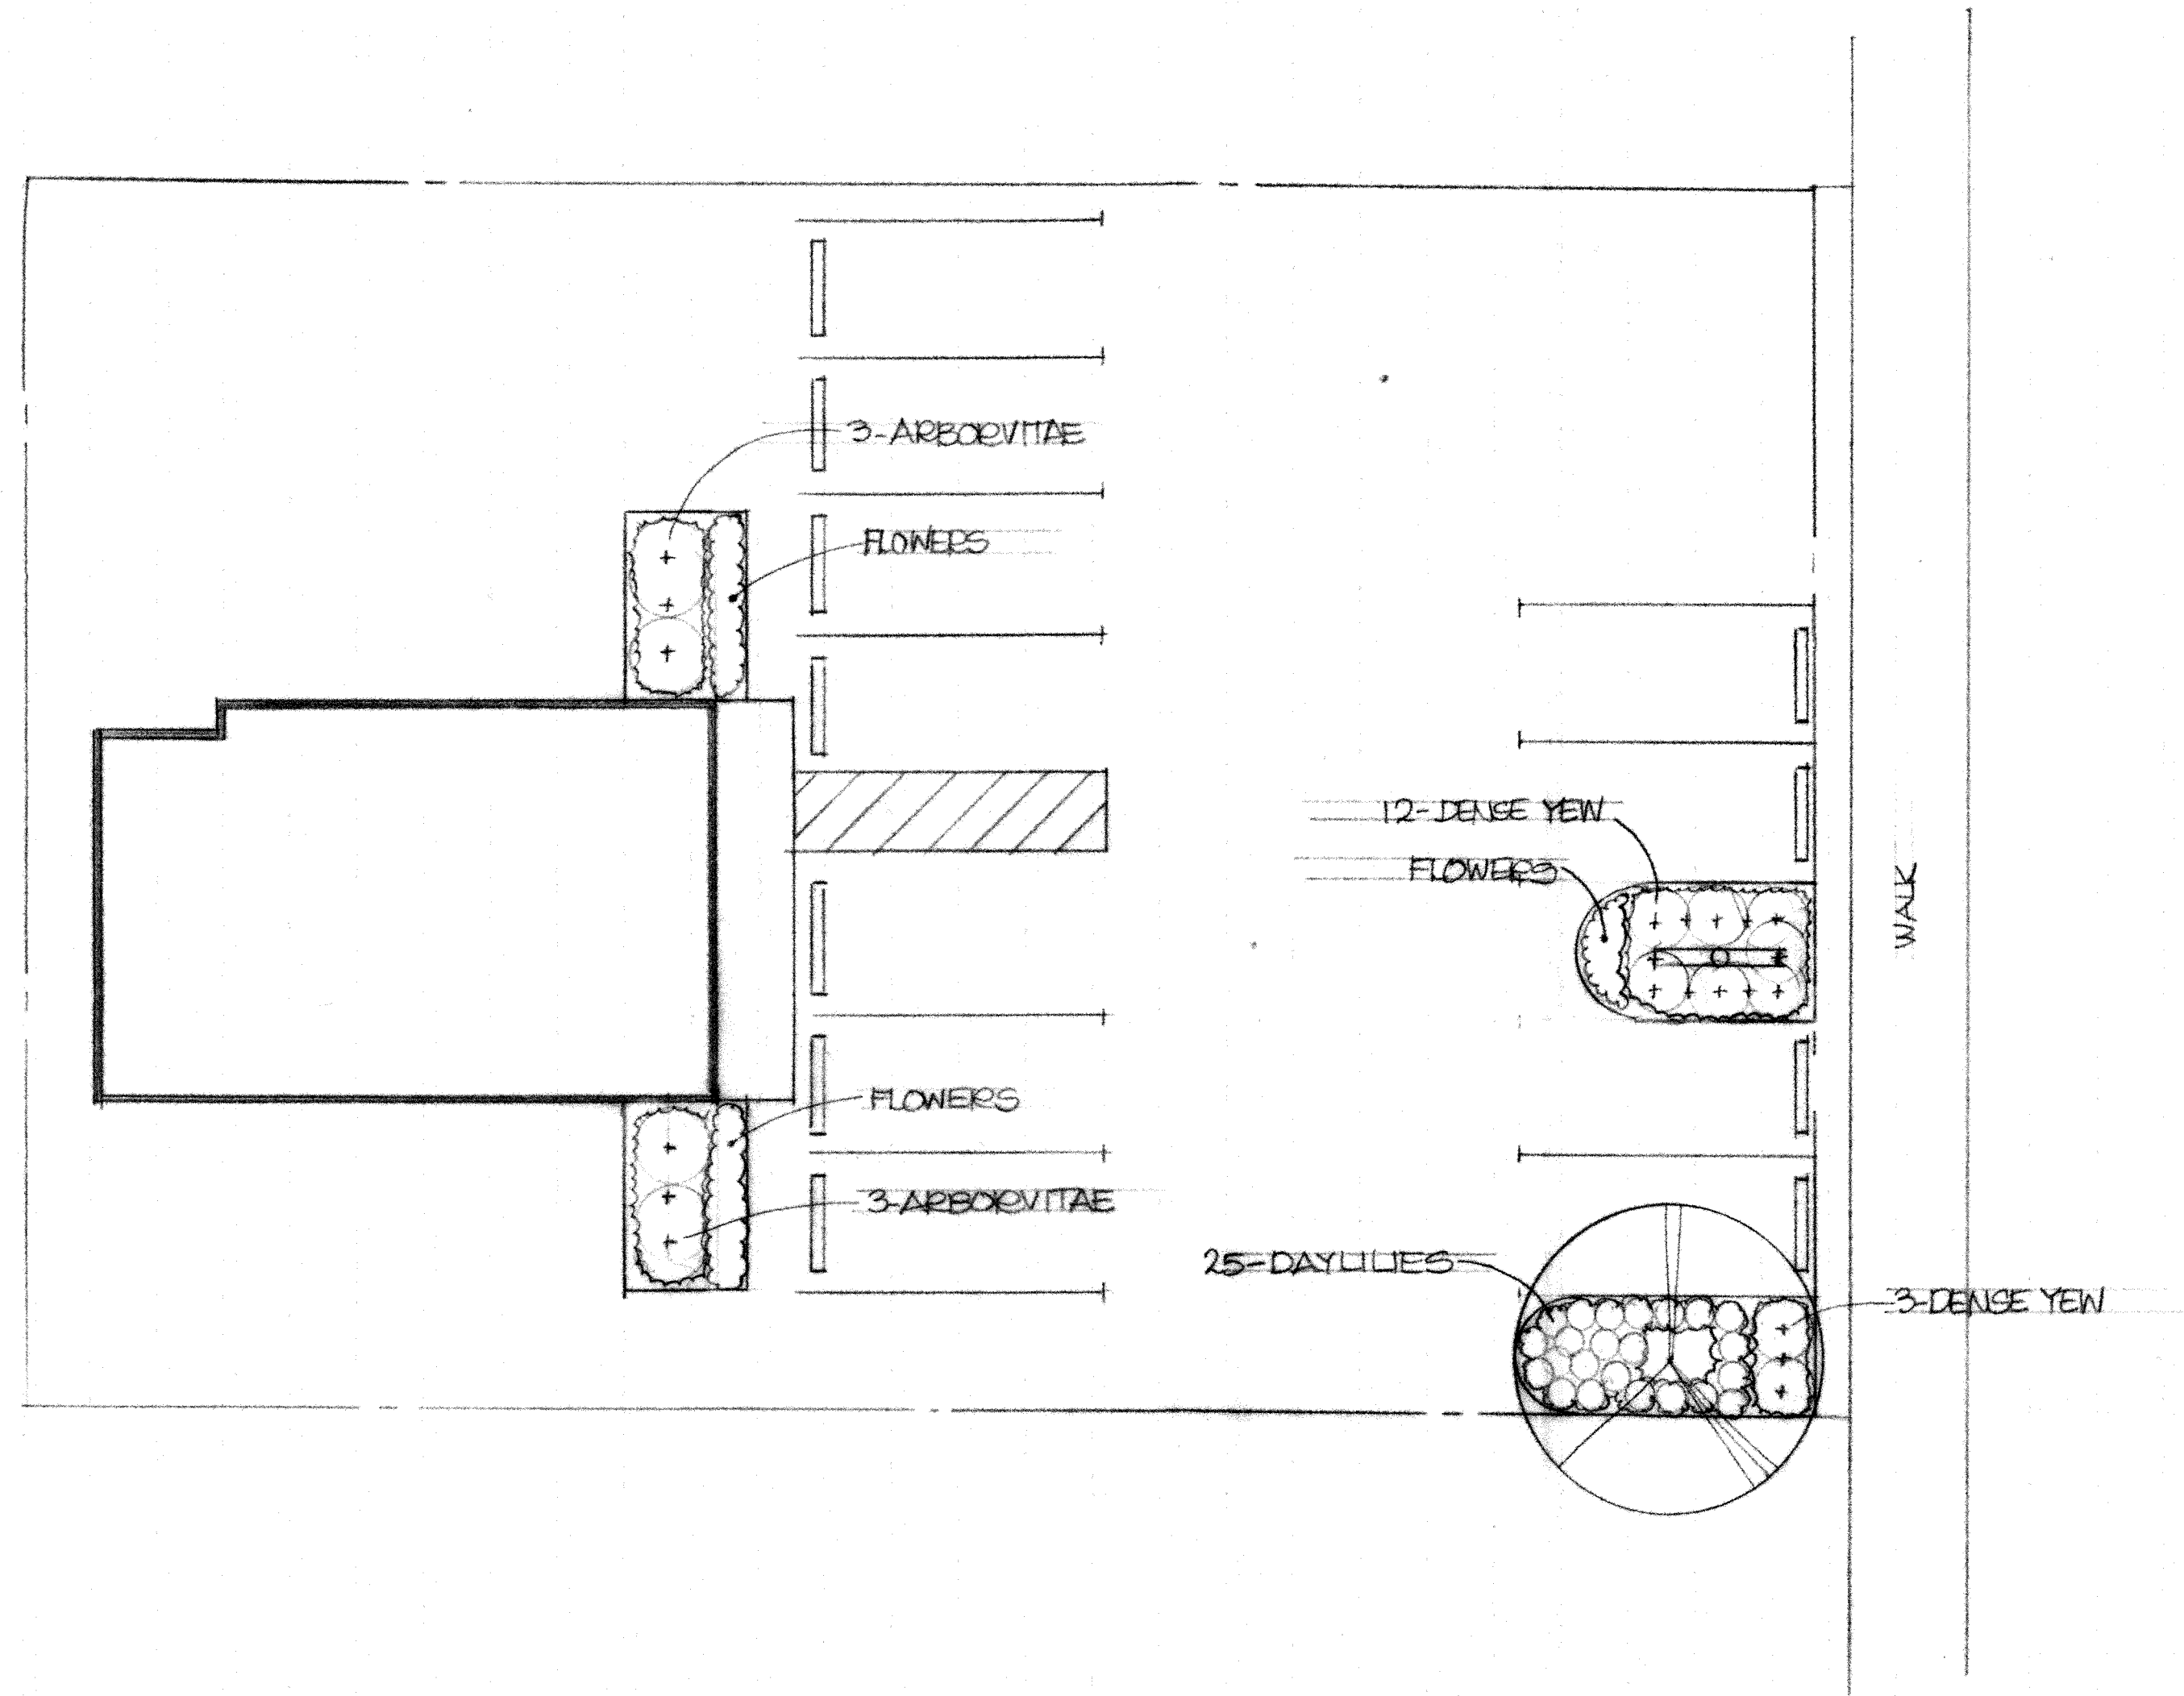 3-ARBORVITAE
FLOWERS
12-DENSE YEW
FLOWERS
WALK
FLOWERS
3-ARBORVITAE
25-DAYLILIES
3-DENSE YEW